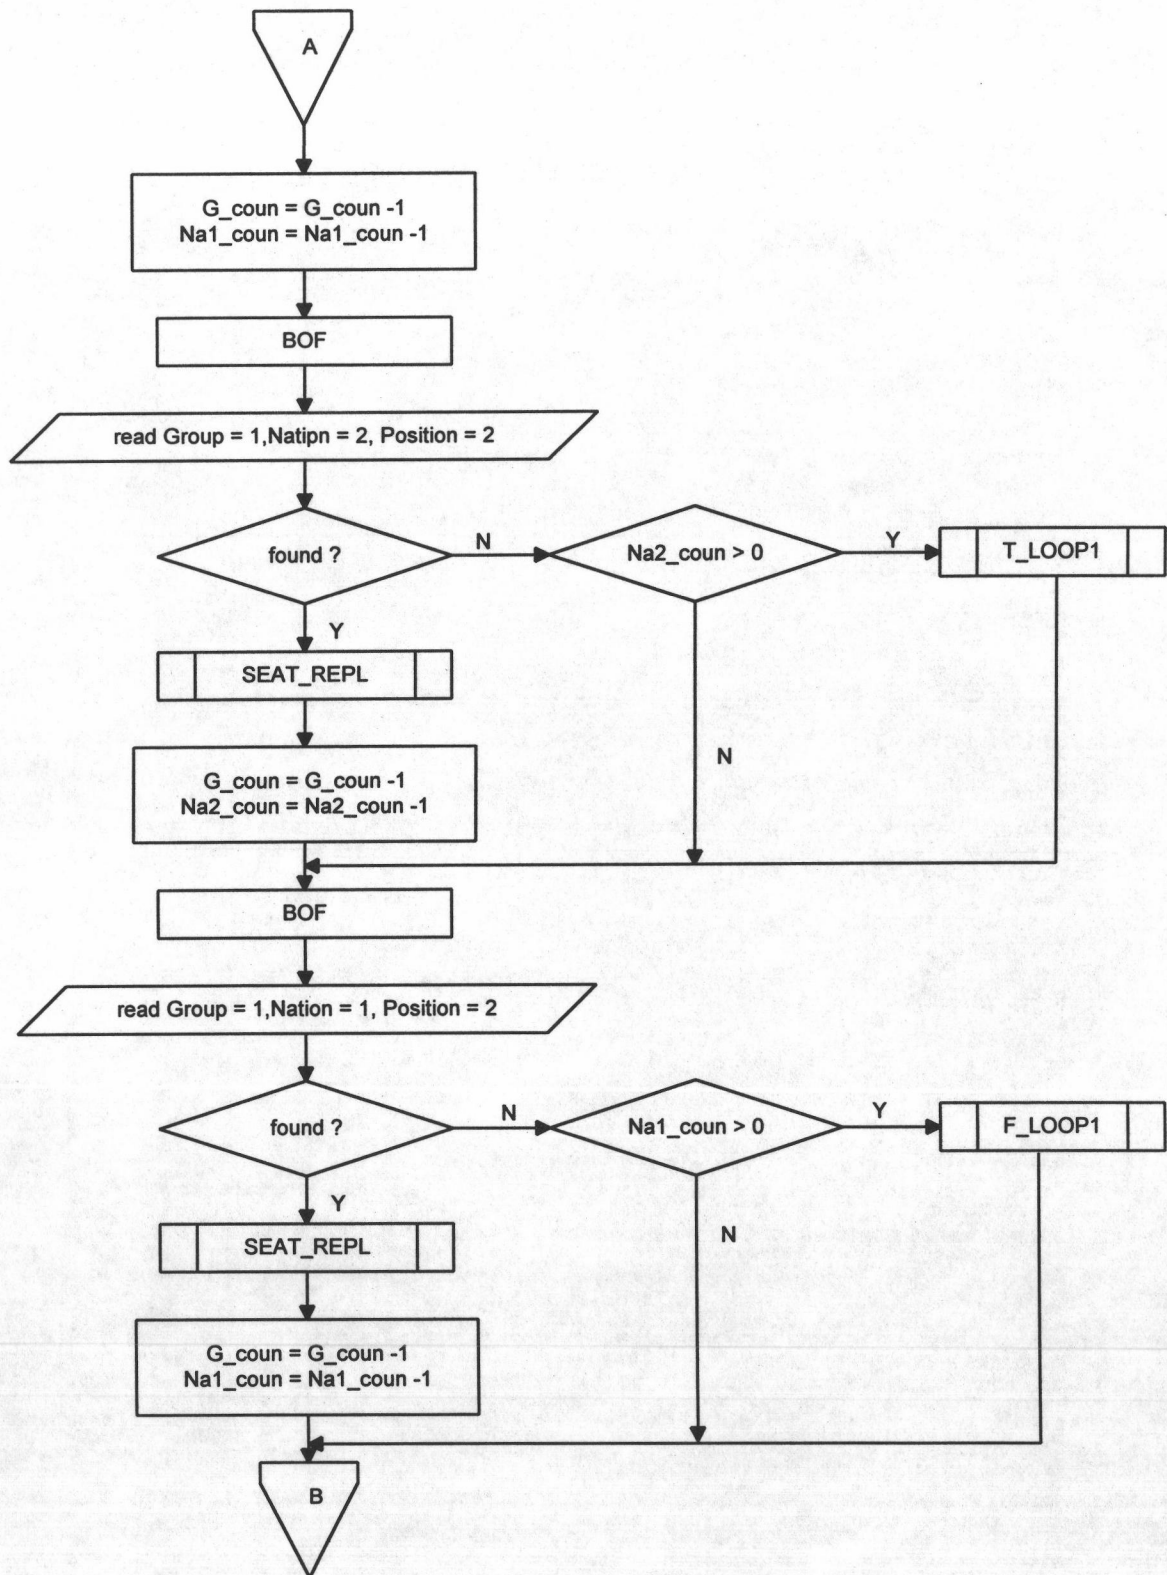 A
G_coun = G_coun -1
Na1_coun = Na1_coun -1
BOF
read Group = 1,Natipn = 2, Position = 2
found ?
N
Na2_coun > 0
Y
T_LOOP1
Y
SEAT_REPL
N
G_coun = G_coun -1
Na2_coun = Na2_coun -1
BOF
read Group = 1,Nation = 1, Position = 2
found ?
N
Na1_coun > 0
Y
F_LOOP1
Y
SEAT_REPL
N
G_coun = G_coun -1
Na1_coun = Na1_coun -1
B